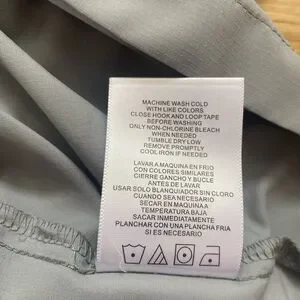 MACHINE WASH COLD
WITH LIKE COLORS
CLOSE HOOK AND LOOP TAPE
BEFORE WASHING
ONLY NON-CHLORINE BLEACH
WHEN NEEDED
TUMBLE DRY LOW
REMOVE PROMPTLY
COOL IRON IF NEEDED
LAVAR A MAQUINA EN FRIO
CON COLORES SIMILARES
CIERRE GANCHO Y BUCLE
ANTES DE LAVAR
USAR SOLO BLANQUIADOR SIN CLORO
CUANDO SEA NECESARIO
SECAR EN MAQUINA A
TEMPERATURA BAJA
SACAR INMEDIATAMENTE
PLANCHAR CON UNA PLANCHA FRIA
SI ES NECESARIO